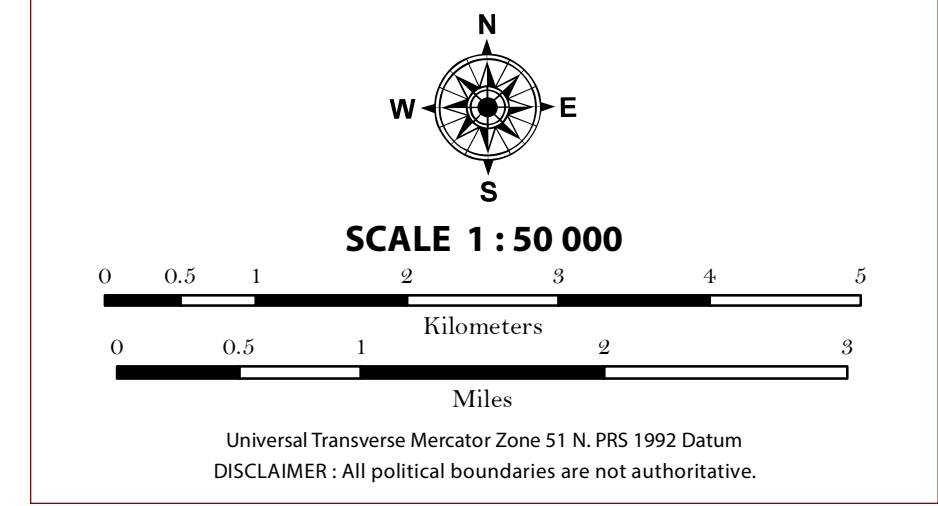 N
W E
S
SCALE 1 : 50 000
0 0.5 1 2 3 4 5
Kilometers
0 0.5 1 2 3
Miles
Universal Transverse Mercator Zone 51 N. PRS 1992 Datum
DISCLAIMER : All political boundaries are not authoritative.